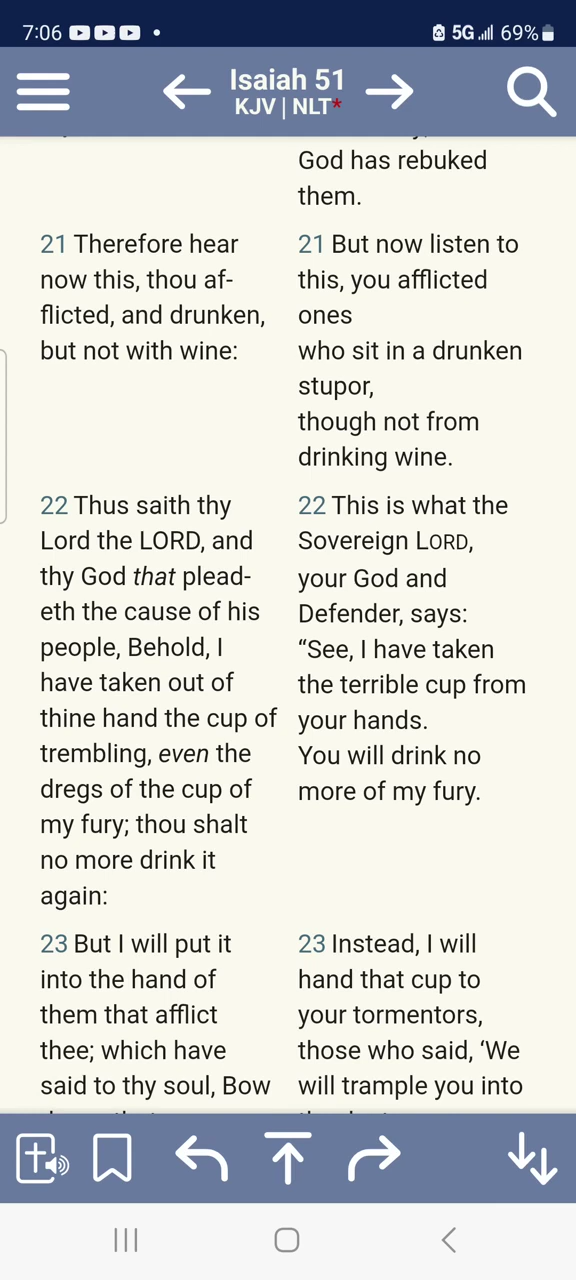 7:06
5G 69%
Isaiah 51
KJV | NLT*
God has rebuked
them.
21 Therefore hear
now this, thou af-
flicted, and drunken,
but not with wine:
21 But now listen to
this, you afflicted
ones
who sit in a drunken
stupor,
though not from
drinking wine.
22 Thus saith thy
Lord the LORD, and
thy God that plead-
eth the cause of his
people, Behold, I
have taken out of
thine hand the cup of
trembling, even the
dregs of the cup of
my fury; thou shalt
no more drink it
again:
22 This is what the
Sovereign LORD,
your God and
Defender, says:
“See, I have taken
the terrible cup from
your hands.
You will drink no
more of my fury.
23 But I will put it
into the hand of
them that afflict
thee; which have
said to thy soul, Bow
23 Instead, I will
hand that cup to
your tormentors,
those who said, ‘We
will trample you into